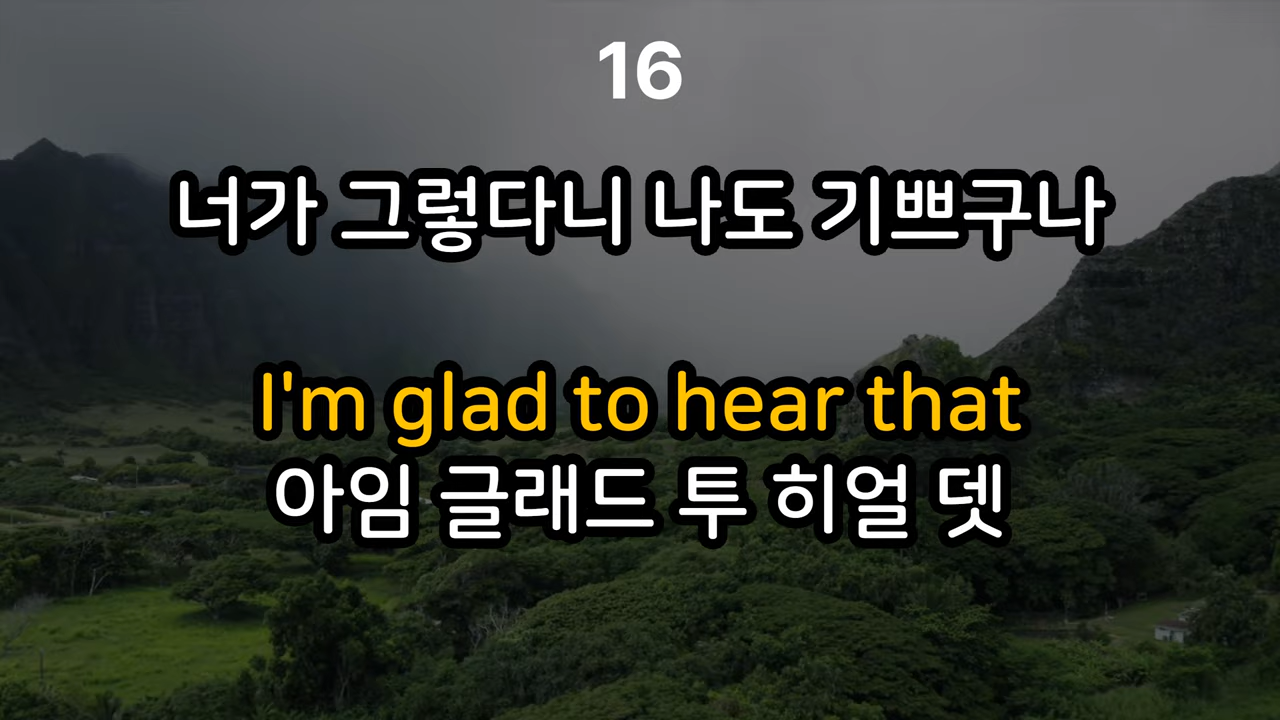 16
너가 그렇다니 나도 기쁘구나
I'm glad to hear that
아임 글래드 투 히얼 뎃